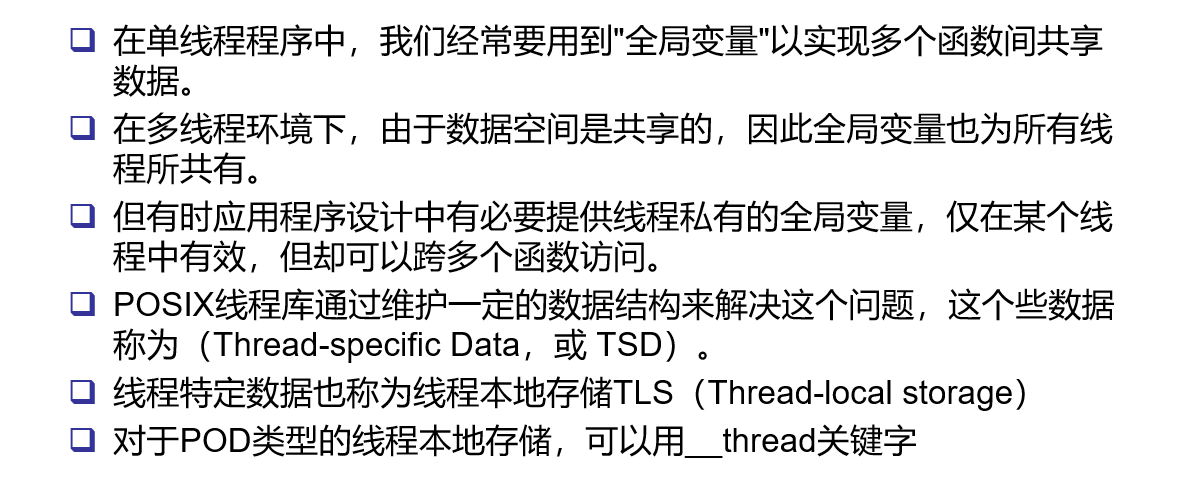 在单线程程序中，我们经常要用到"全局变量"以实现多个函数间共享
数据。
在多线程环境下，由于数据空间是共享的，因此全局变量也为所有线
程所共有。
但有时应用程序设计中有必要提供线程私有的全局变量，仅在某个线
程中有效，但却可以跨多个函数访问。
POSIX线程库通过维护一定的数据结构来解决这个问题，这个些数据
称为（Thread-specific Data，或 TSD）。
线程特定数据也称为线程本地存储TLS（Thread-local storage）
对于POD类型的线程本地存储，可以用__thread关键字